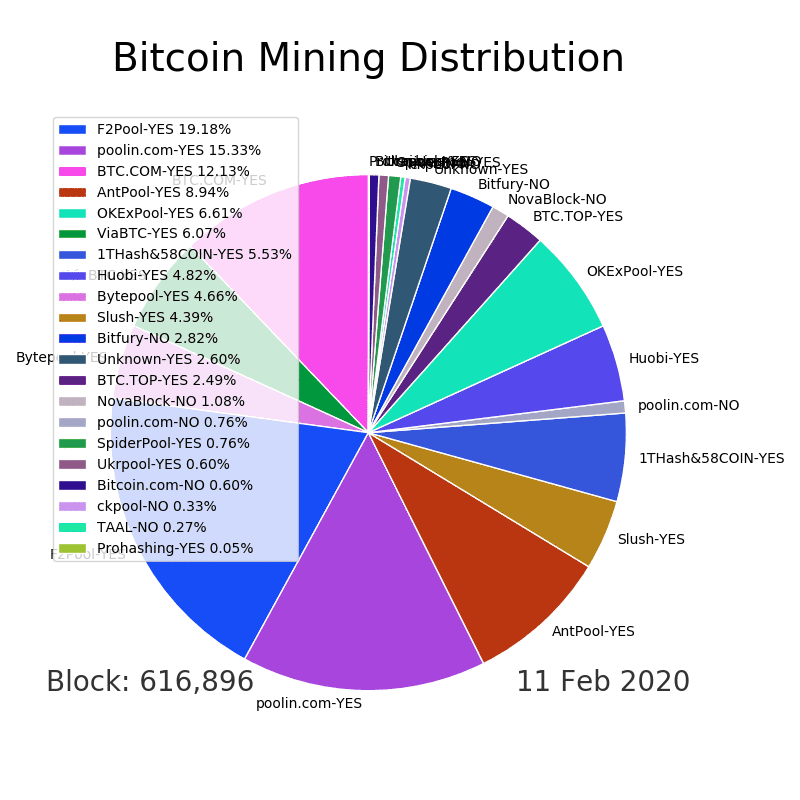 Bitcoin Mining Distribution
F2Pool-YES 19.18%
poolin.com-YES 15.33%
BTC.COM-YES 12.13%
AntPool-YES 8.94%
OKExPool-YES 6.61%
ViaBTC-YES 6.07%
1THash&58COIN-YES 5.53%
Huobi-YES 4.82%
Bytepool-YES 4.66%
Slush-YES 4.39%
Bitfury-NO 2.82%
Unknown-YES 2.60%
BTC.TOP-YES 2.49%
NovaBlock-NO 1.08%
poolin.com-NO 0.76%
SpiderPool-YES 0.76%
Ukrpool-YES 0.60%
Bitcoin.com-NO 0.60%
ckpool-NO 0.33%
TAAL-NO 0.27%
Prohashing-YES 0.05%
BTC.COM-YES
F2Pool-YES
Unknown-YES
Bitfury-NO
NovaBlock-NO
BTC.TOP-YES
OKExPool-YES
Huobi-YES
poolin.com-NO
1THash&58COIN-YES
Slush-YES
AntPool-YES
poolin.com-YES
Block: 616,896
11 Feb 2020